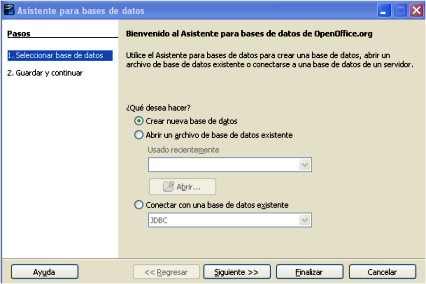 Asistente para bases de datos
Pasos
1. Seleccionar base de datos
2. Guardar y continuar
Bienvenido al Asistente para bases de datos de OpenOffice.org
Utilice el Asistente para bases de datos para crear una base de datos, abrir un
archivo de base de datos existente o conectarse a una base de datos de un servidor.
¿Qué desea hacer?
Crear nueva base de datos
Abrir un archivo de base de datos existente
Usado recientemente
Abrir...
Conectar con una base de datos existente
JDBC
Ayuda
<< Regresar
Siguiente >>
Finalizar
Cancelar